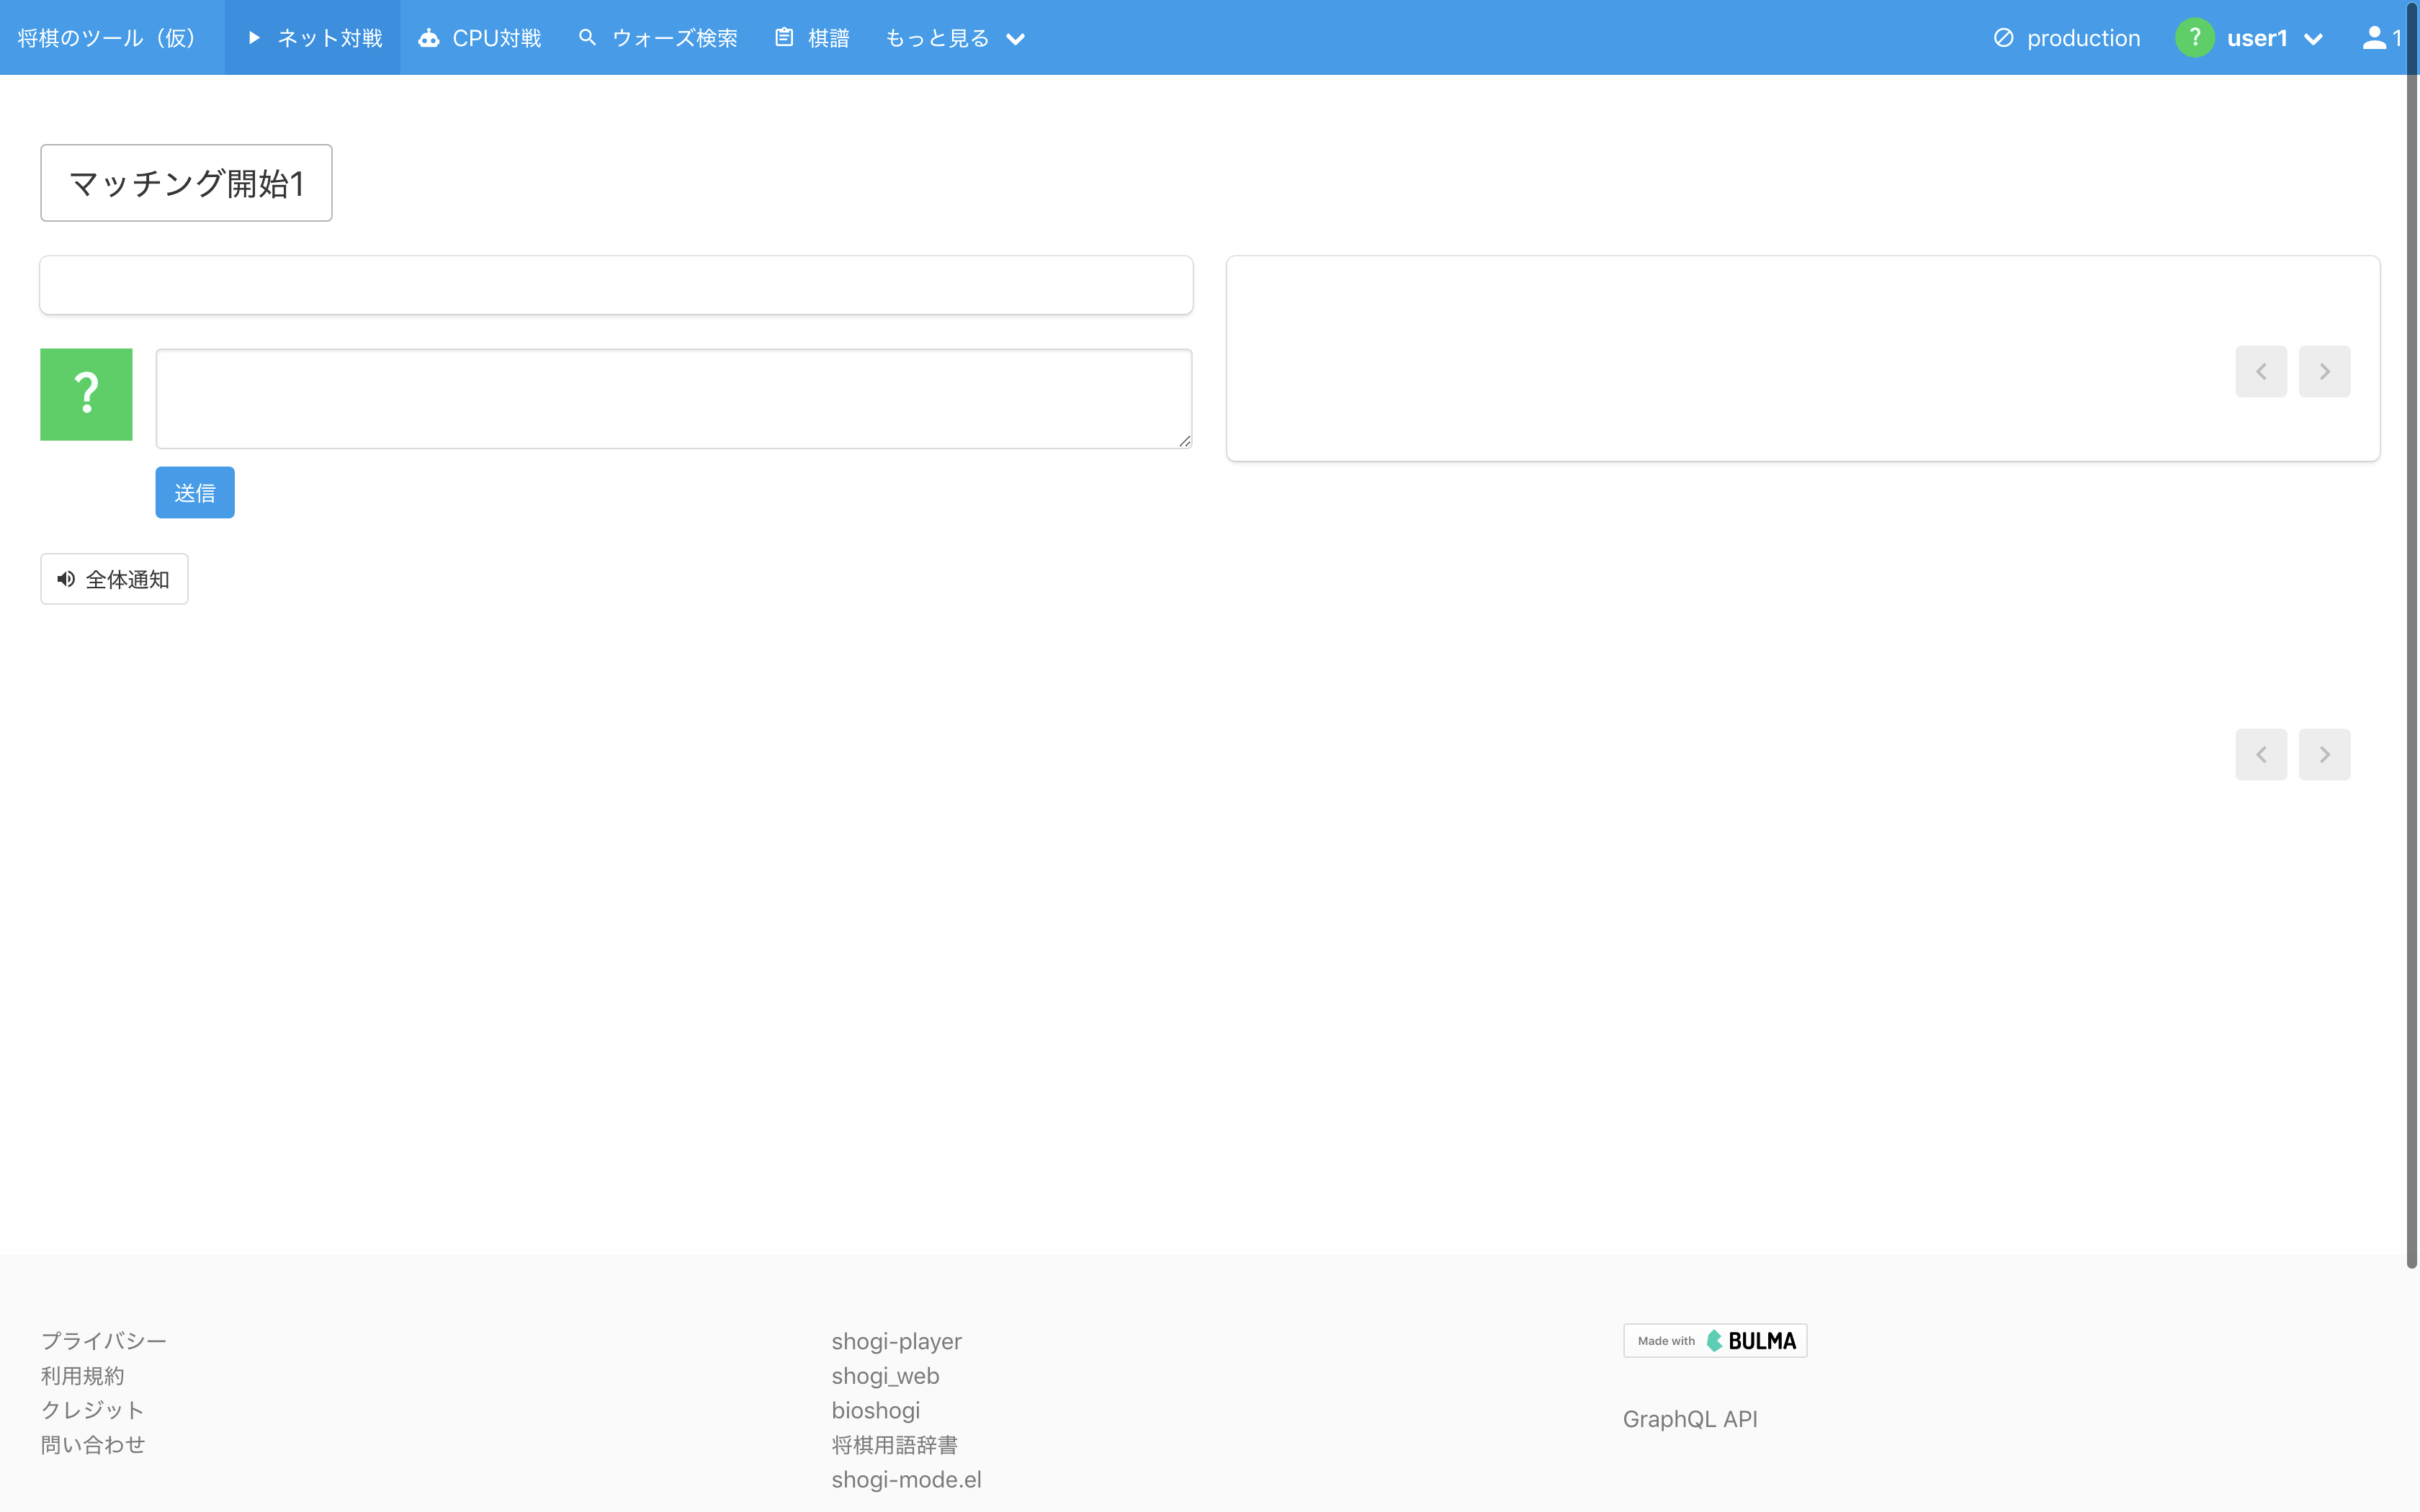 将棋のツール（仮） ネット対戦 CPU対戦 ウォーズ検索 棋譜 もっと見る production ? user1 1
マッチング開始1
?
送信
全体通知
プライバシー
利用規約
クレジット
問い合わせ
shogi-player
shogi_web
bioshogi
将棋用語辞書
shogi-mode.el
Made with BULMA
GraphQL API